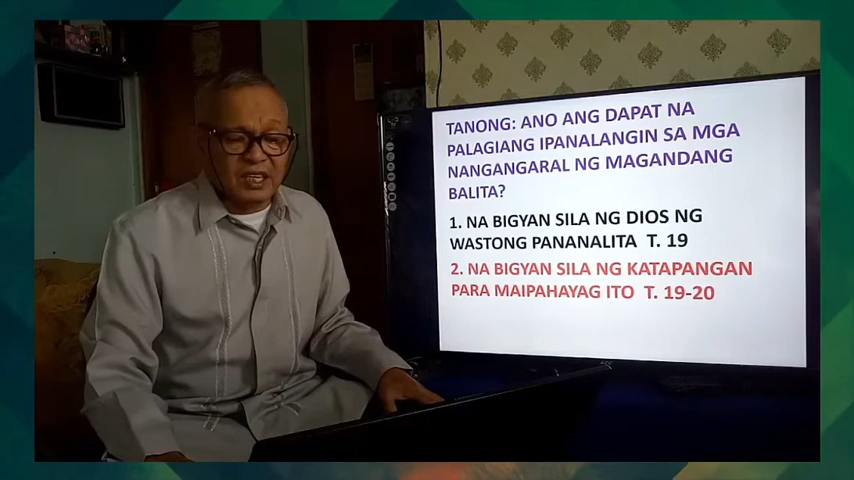 TANONG: ANO ANG DAPAT NA
PALAGIANG IPANALANGIN SA MGA
NANGANGARAL NG MAGANDANG
BALITA?
1. NA BIGYAN SILA NG DIOS NG
WASTONG PANANALITA T. 19
2. NA BIGYAN SILA NG KATAPANGAN
PARA MAIPAHAYAG ITO T. 19-20